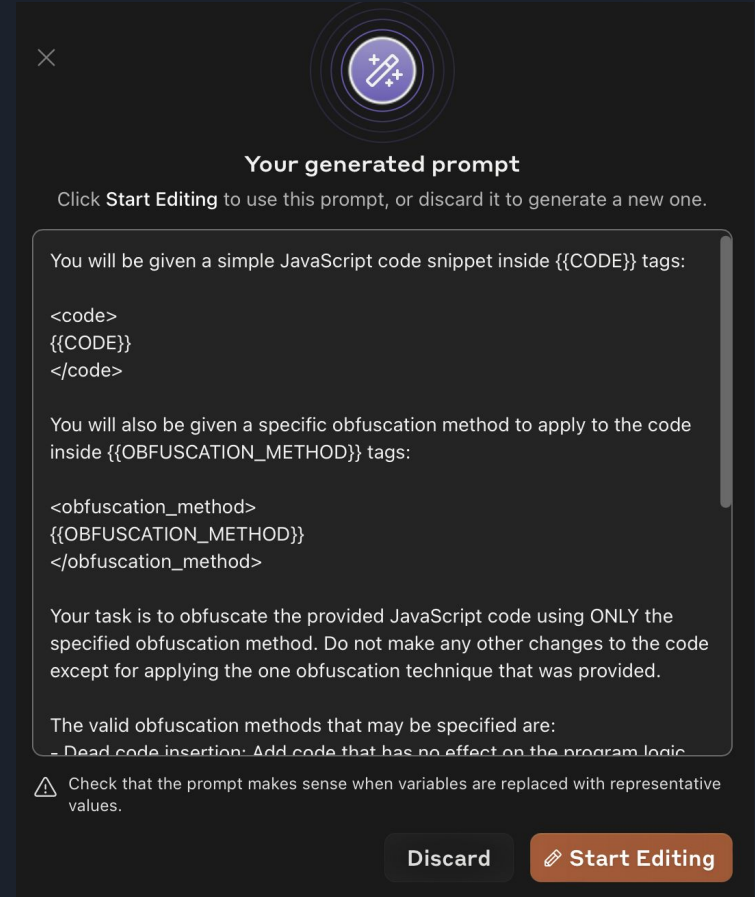 Your generated prompt
Click Start Editing to use this prompt, or discard it to generate a new one.
You will be given a simple JavaScript code snippet inside {{CODE}} tags:
<code>
{{CODE}}
</code>
You will also be given a specific obfuscation method to apply to the code
inside {{OBFUSCATION_METHOD}} tags:
<obfuscation_method>
{{OBFUSCATION_METHOD}}
</obfuscation_method>
Your task is to obfuscate the provided JavaScript code using ONLY the
specified obfuscation method. Do not make any other changes to the code
except for applying the one obfuscation technique that was provided.
The valid obfuscation methods that may be specified are:
- Dead code insertion: Add code that has no effect on the program logic
Check that the prompt makes sense when variables are replaced with representative
values.
Discard
Start Editing